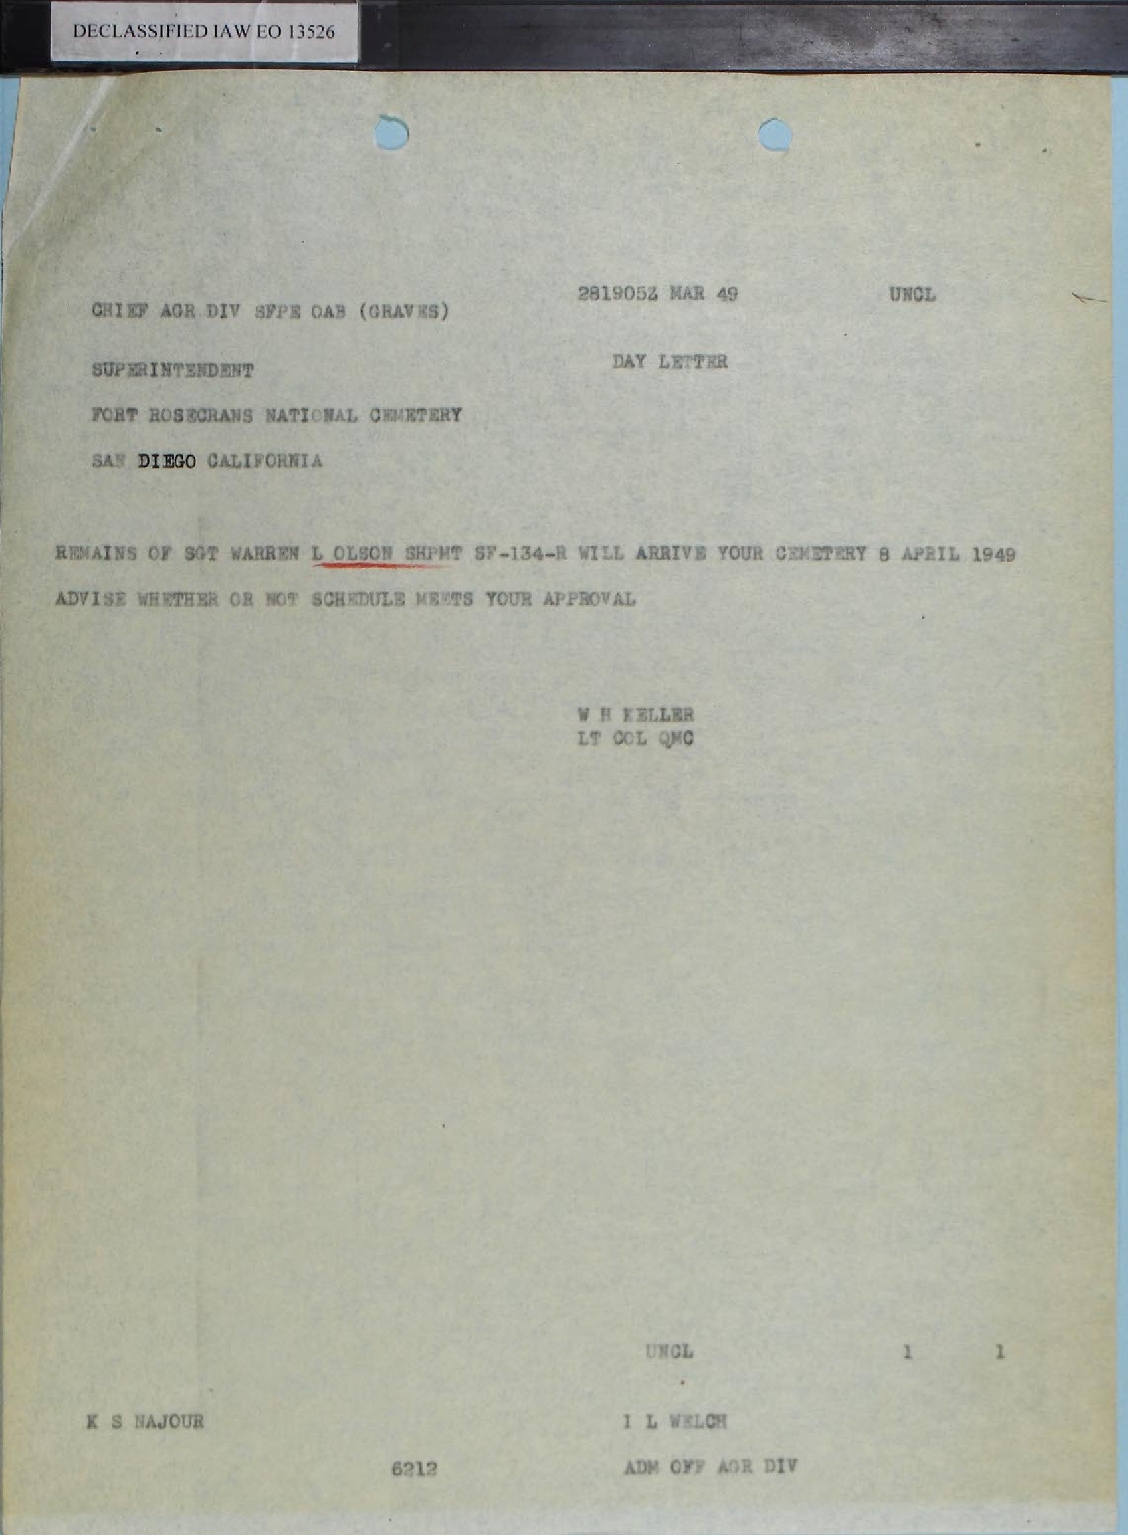 DECLASSIFIED IAW EO 13526
281905Z MAR 49 UNCL
CHIEF AGR DIV SFPE OAB (GRAVES)
DAY LETTER
SUPERINTENDENT
FORT ROSECRANS NATIONAL CEMETERY
SAN DIEGO CALIFORNIA
REMAINS OF SGT WARREN L OLSON SHPMT SF-134-R WILL ARRIVE YOUR CEMETERY 8 APRIL 1949
ADVISE WHETHER OR NOT SCHEDULE MEETS YOUR APPROVAL
W H KELLER
LT COL QMC
UNCL 1 1
K S NAJOUR I L WELCH
6212 ADM OFF AGR DIV